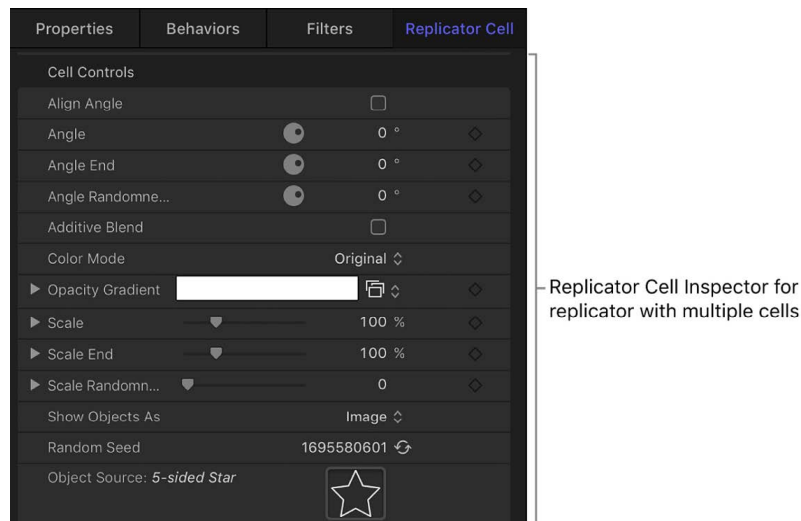 Properties Behaviors Filters Replicator Cell
Cell Controls
Align Angle
Angle 0 °
Angle End 0 °
Angle Randomne... 0 °
Additive Blend
Color Mode Original
Opacity Gradient
Scale 100 %
Scale End 100 %
Scale Randomn... 0
Show Objects As Image
Random Seed 1695580601
Object Source: 5-sided Star
Replicator Cell Inspector for
replicator with multiple cells